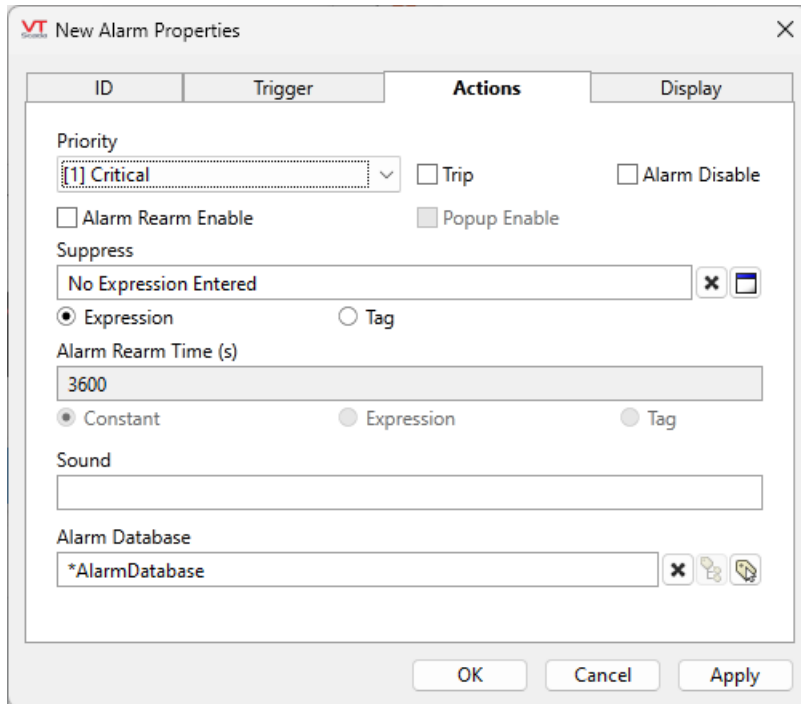 VT
Scada
New Alarm Properties
ID Trigger Actions Display
Priority
[1] Critical Trip Alarm Disable
Alarm Rearm Enable Popup Enable
Suppress
No Expression Entered
Expression Tag
Alarm Rearm Time (s)
3600
Constant Expression Tag
Sound
Alarm Database
*AlarmDatabase
OK Cancel Apply